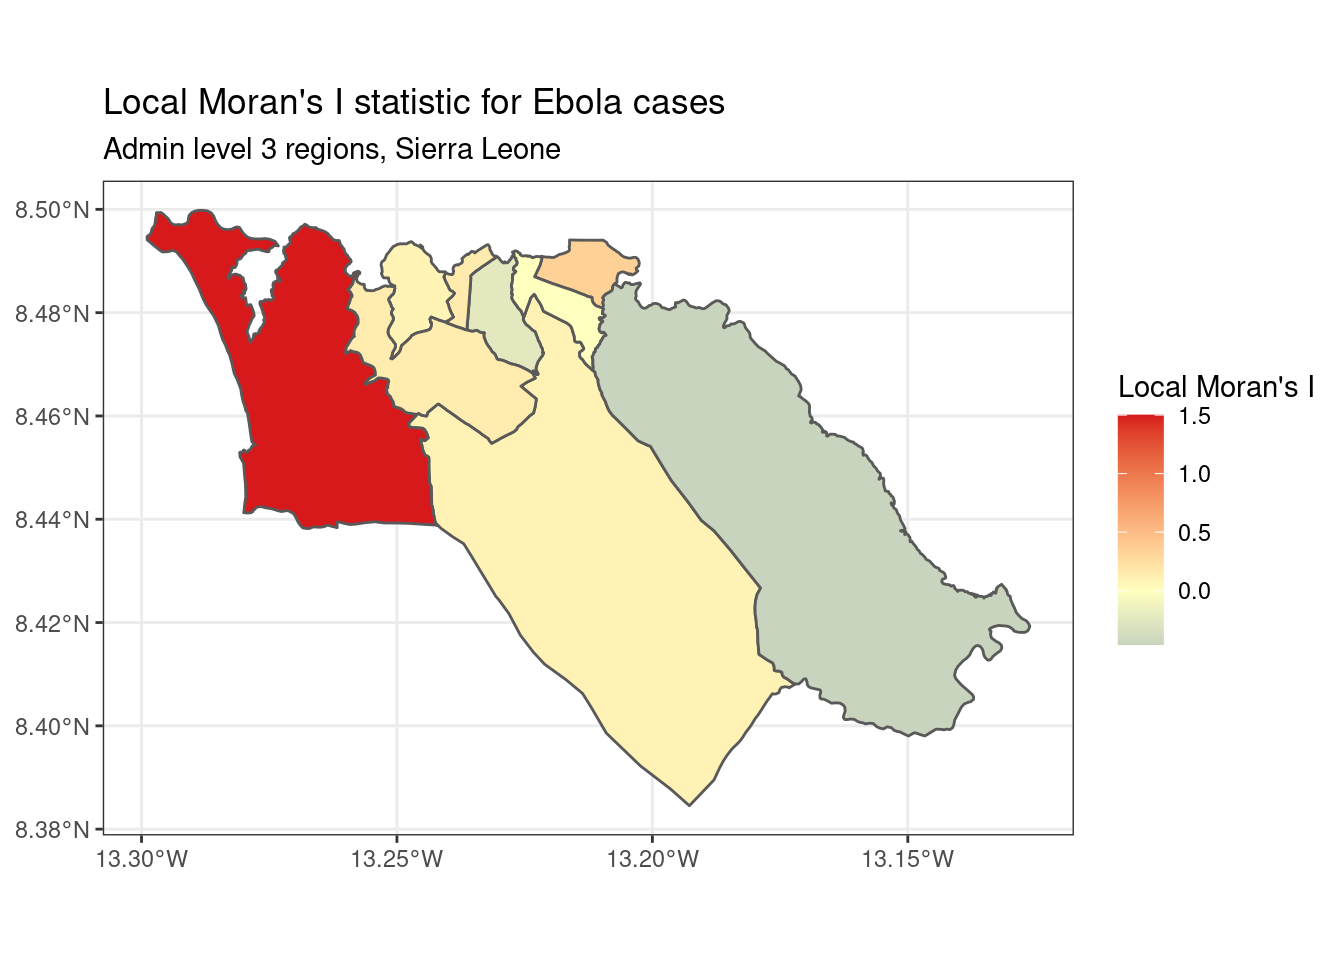 Local Moran's I statistic for Ebola cases
Admin level 3 regions, Sierra Leone
8.50°N
8.48°N
8.46°N
8.44°N
8.42°N
8.40°N
8.38°N
13.30°W
13.25°W
13.20°W
13.15°W
Local Moran's I
1.5
1.0
0.5
0.0